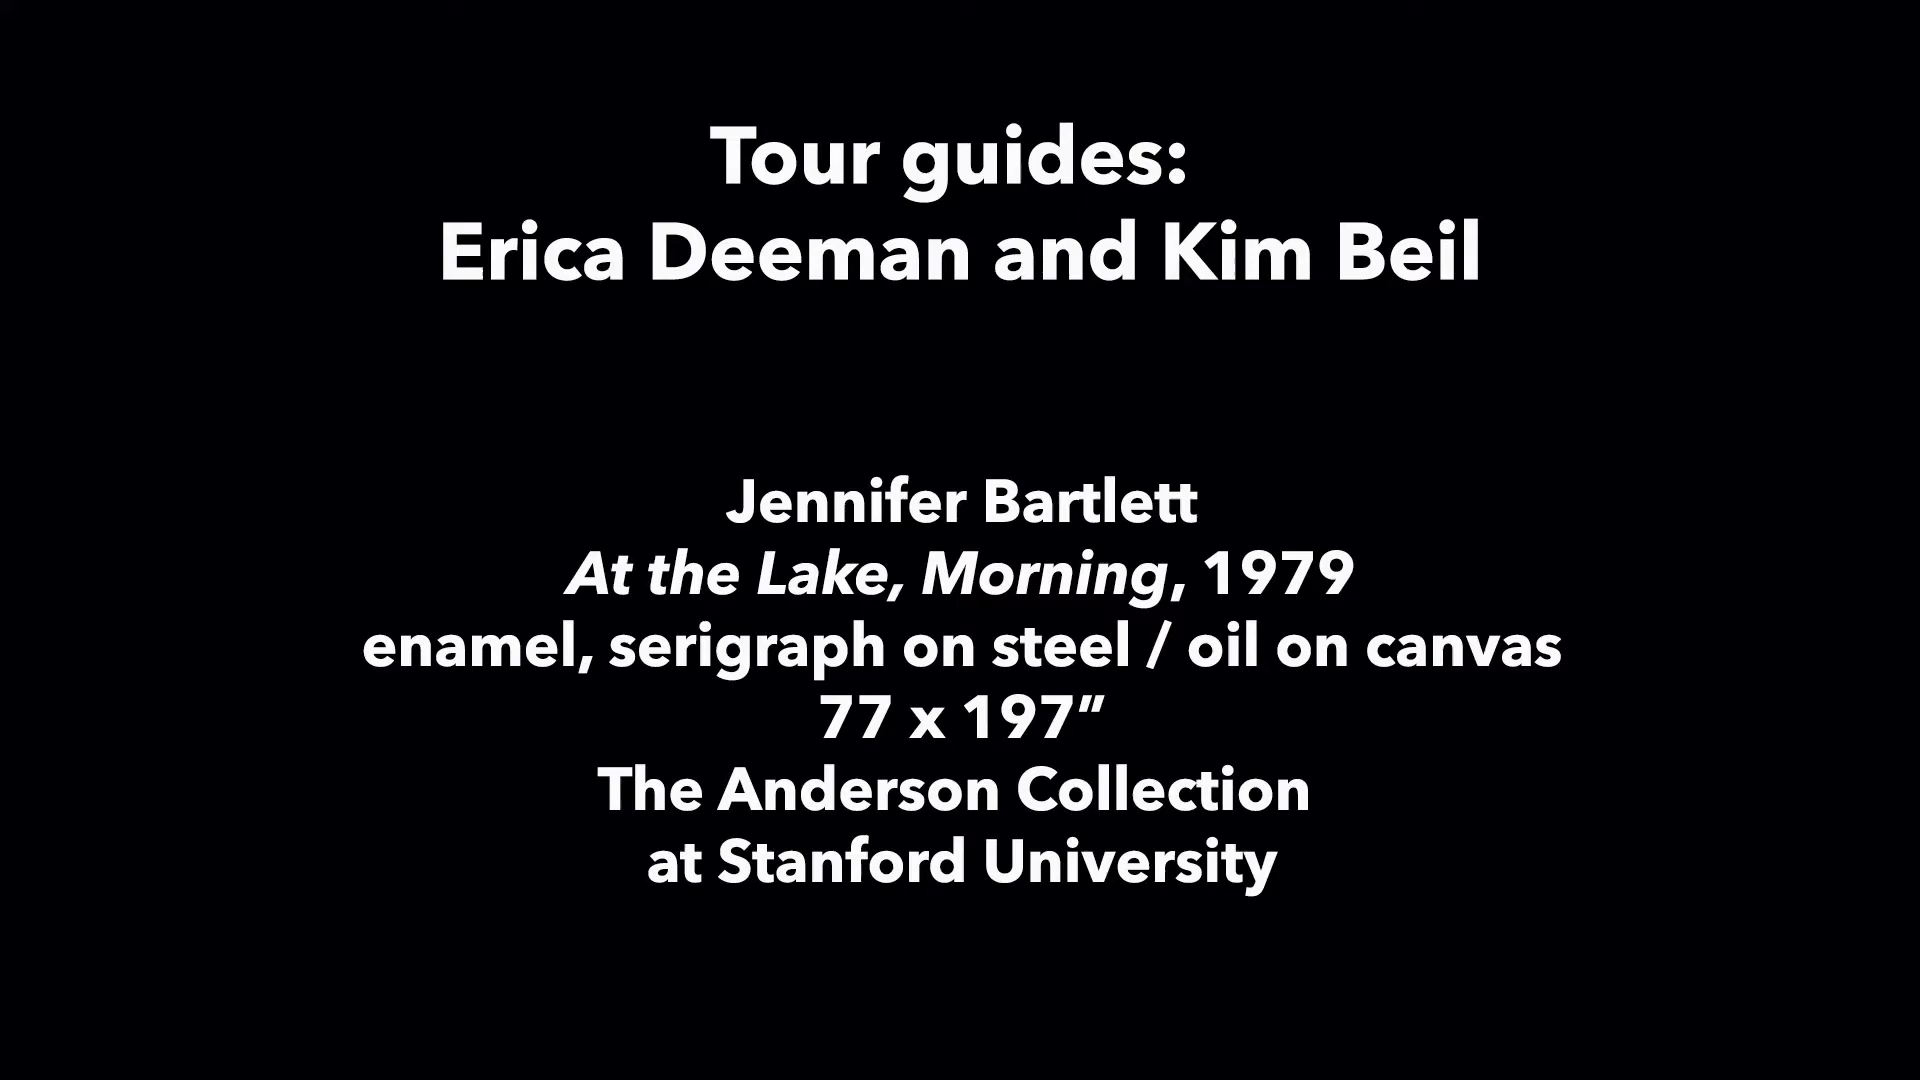 Tour guides:
Erica Deeman and Kim Beil
Jennifer Bartlett
At the Lake, Morning, 1979
enamel, serigraph on steel / oil on canvas
77 x 197”
The Anderson Collection
at Stanford University